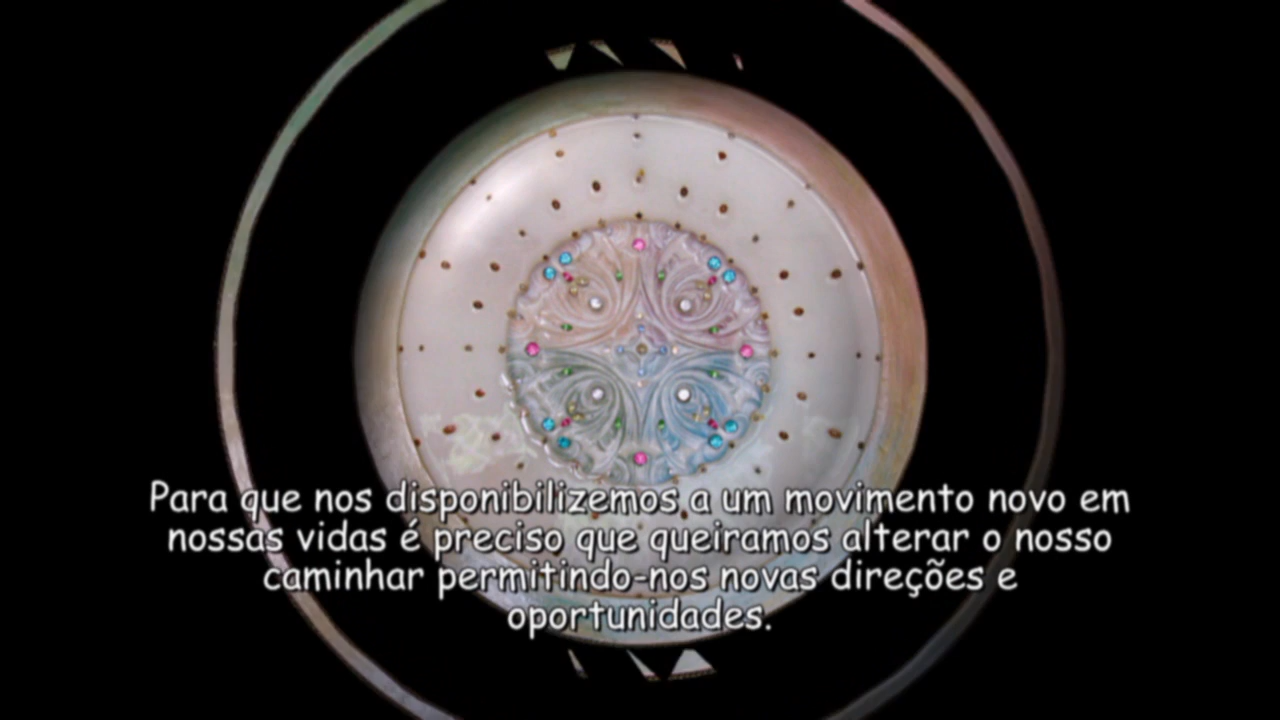 Para que nos disponibilizemos a um movimento novo em
nossas vidas é preciso que queiramos alterar o nosso
caminhar permitindo-nos novas direções e
oportunidades.